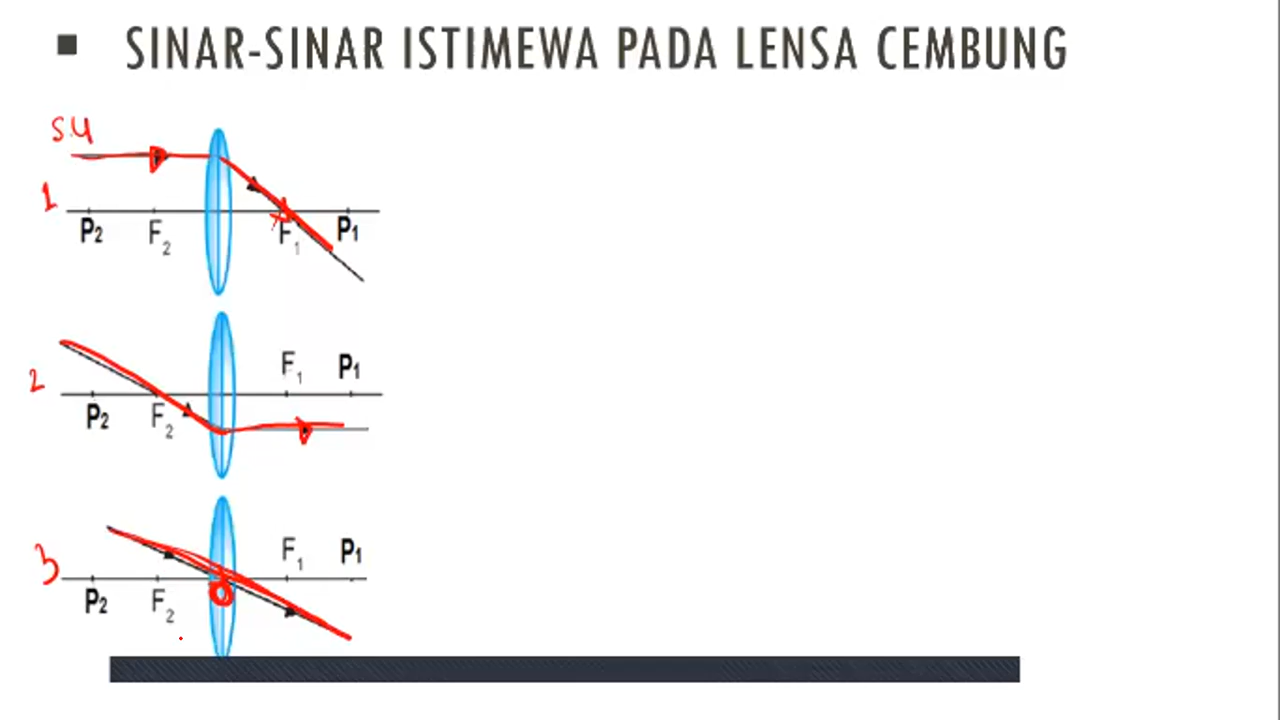 ▪ SINAR-SINAR ISTIMEWA PADA LENSA CEMBUNG
S.U
1
P2 F2 F1 P1
2
F1 P1
P2 F2
3
F1 P1
O
P2 F2